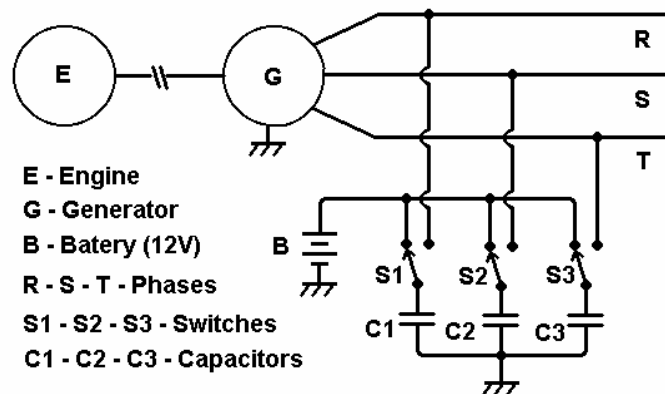 E
G
R
S
T
E - Engine
G - Generator
B - Batery (12V)
R - S - T - Phases
S1 - S2 - S3 - Switches
C1 - C2 - C3 - Capacitors
B
S1
S2
S3
C1
C2
C3